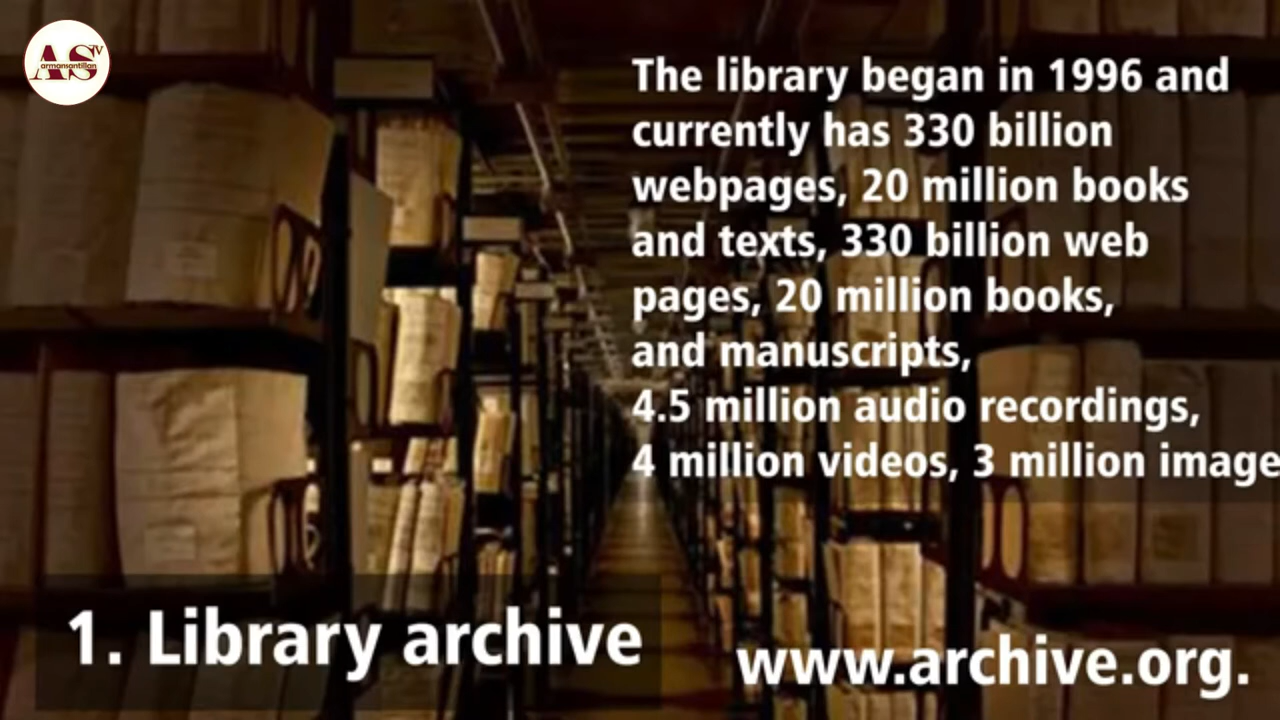 AS TV
armansantillan
The library began in 1996 and
currently has 330 billion
webpages, 20 million books
and texts, 330 billion web
pages, 20 million books,
and manuscripts,
4.5 million audio recordings,
4 million videos, 3 million image
1. Library archive
www.archive.org.